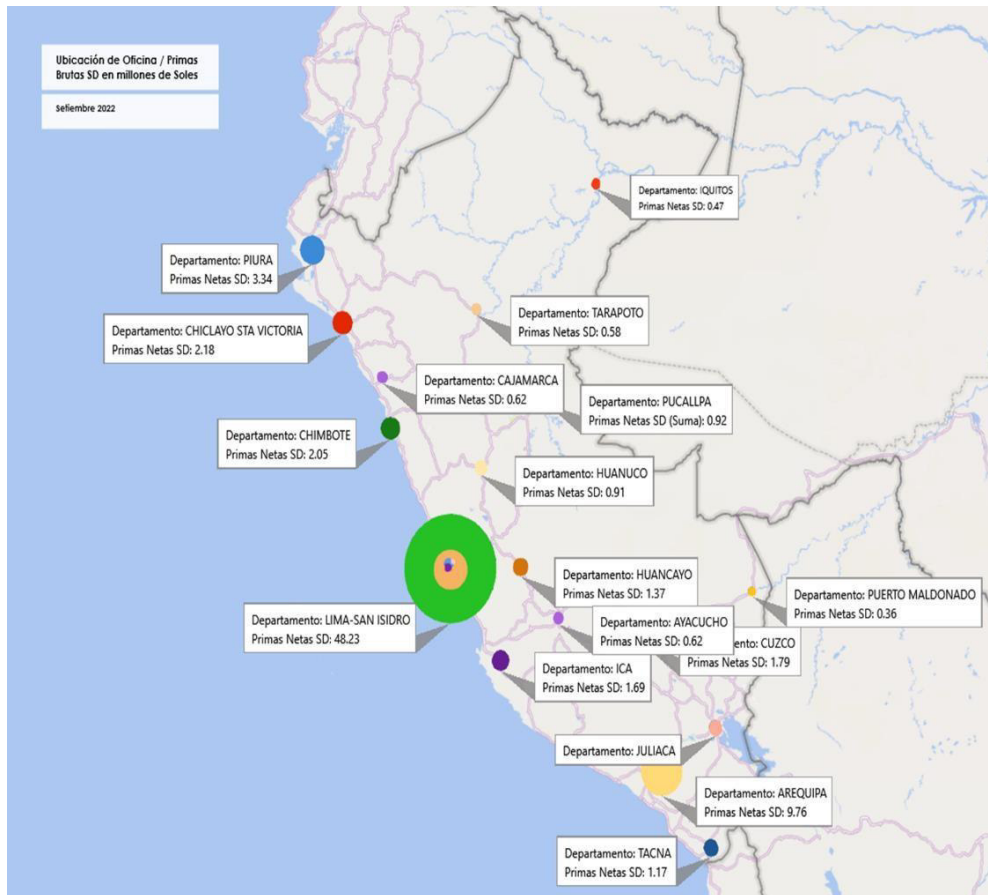 Ubicación de Oficina / Primas
Brutas SD en millones de Soles
Setiembre 2022
Departamento: IQUITOS
Primas Netas SD: 0.47
Departamento: PIURA
Primas Netas SD: 3.34
Departamento: TARAPOTO
Primas Netas SD: 0.58
Departamento: CHICLAYO STA VICTORIA
Primas Netas SD: 2.18
Departamento: CAJAMARCA
Primas Netas SD: 0.62
Departamento: PUCALLPA
Primas Netas SD (Suma): 0.92
Departamento: CHIMBOTE
Primas Netas SD: 2.05
Departamento: HUANUCO
Primas Netas SD: 0.91
Departamento: HUANCAYO
Primas Netas SD: 1.37
Departamento: PUERTO MALDONADO
Primas Netas SD: 0.36
Departamento: LIMA-SAN ISIDRO
Primas Netas SD: 48.23
Departamento: AYACUCHO
Primas Netas SD: 0.62
mento: CUZCO
Primas Netas SD: 1.79
Departamento: ICA
Primas Netas SD: 1.69
Departamento: JULIACA
Departamento: AREQUIPA
Primas Netas SD: 9.76
Departamento: TACNA
Primas Netas SD: 1.17